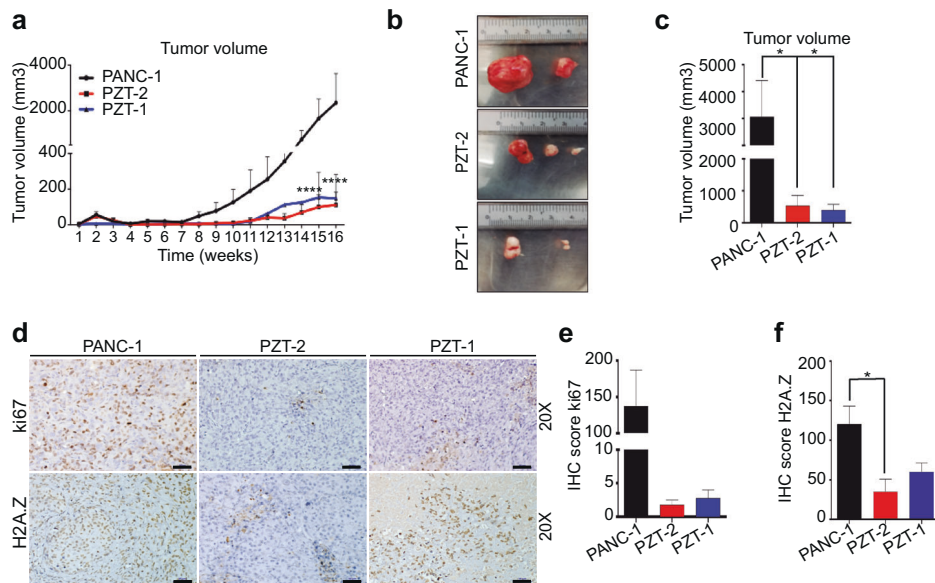 a
Tumor volume
Tumor volume (mm3)
4000
2000
400
200
0
PANC-1
PZT-2
PZT-1
****
****
1 2 3 4 5 6 7 8 9 10 11 12 13 14 15 16
Time (weeks)
b
PANC-1
PZT-2
PZT-1
c
Tumor volume
* *
Tumor volume (mm3)
5000
4000
3000
2000
1000
0
PANC-1
PZT-2
PZT-1
d
PANC-1
PZT-2
PZT-1
ki67
20X
H2A.Z
20X
e
IHC score ki67
200
150
100
10
5
0
PANC-1
PZT-2
PZT-1
f
IHC score H2A.Z
200
150
100
50
0
*
PANC-1
PZT-2
PZT-1